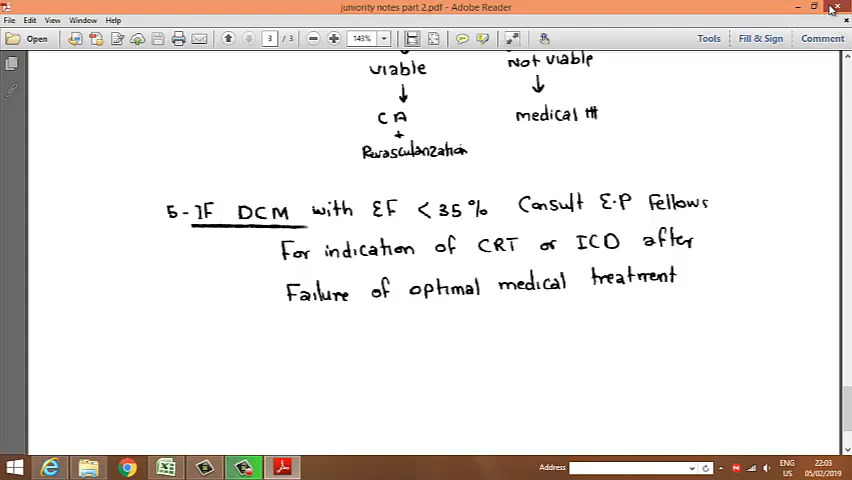 juniority notes part 2.pdf - Adobe Reader
File Edit View Window Help
Open 3 / 3 143% Tools Fill & Sign Comment
viable Not viable
CA medical ttt
+
Revascularization
5- IF DCM with EF < 35% Consult E.P Fellows
For indication of CRT or ICD after
Failure of optimal medical treatment
Address ENG 22:03
US 05/02/2019